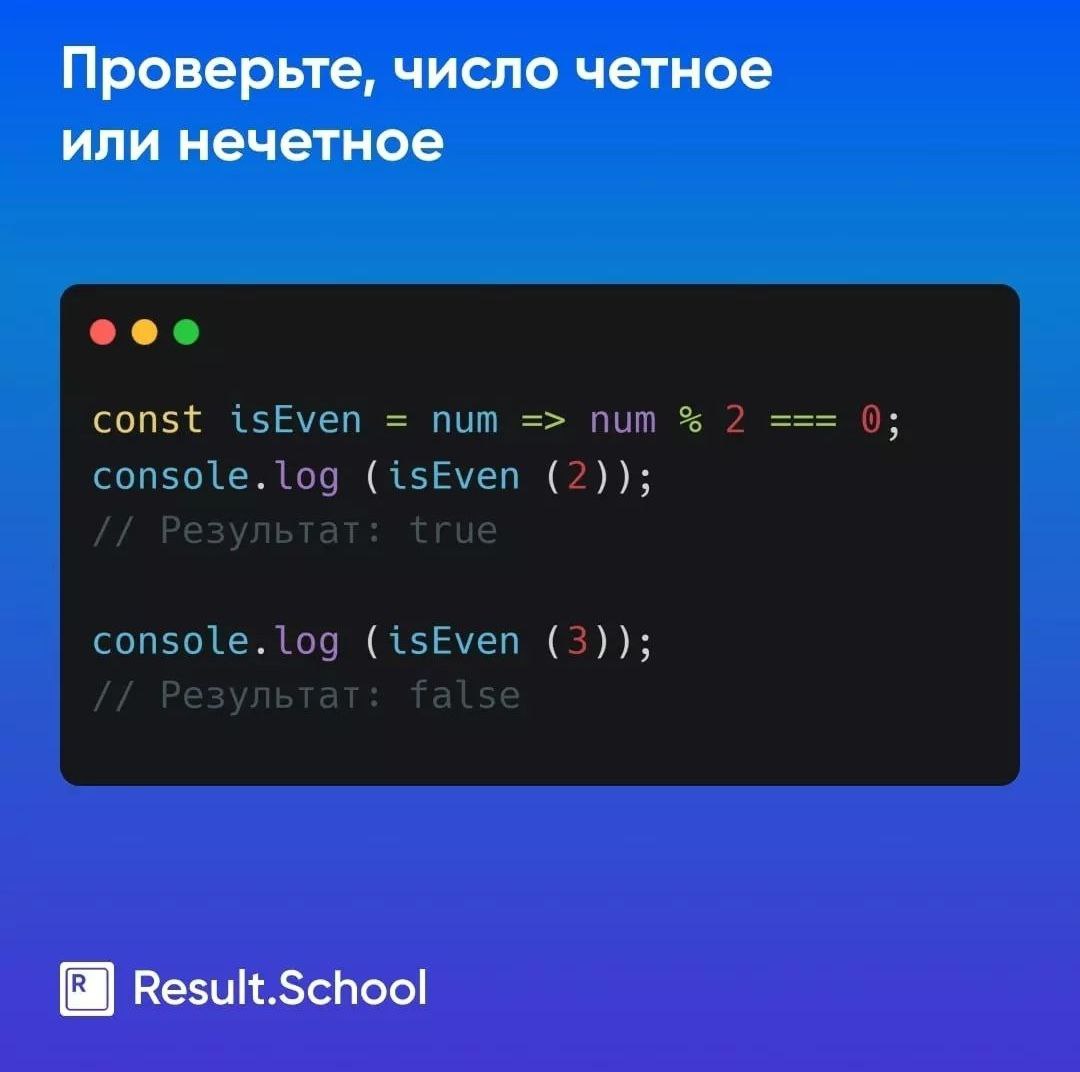 Проверьте, число четное
или нечетное
const isEven = num => num % 2 === 0;
console.log (isEven (2));
// Результат: true
console.log (isEven (3));
// Результат: false
R
Result.School